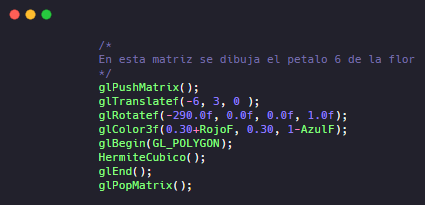 /*
En esta matriz se dibuja el petalo 6 de la flor
*/
glPushMatrix();
glTranslatef(-6, 3, 0 );
glRotatef(-290.0f, 0.0f, 0.0f, 1.0f);
glColor3f(0.30+RojoF, 0.30, 1-AzulF);
glBegin(GL_POLYGON);
HermiteCubico();
glEnd();
glPopMatrix();